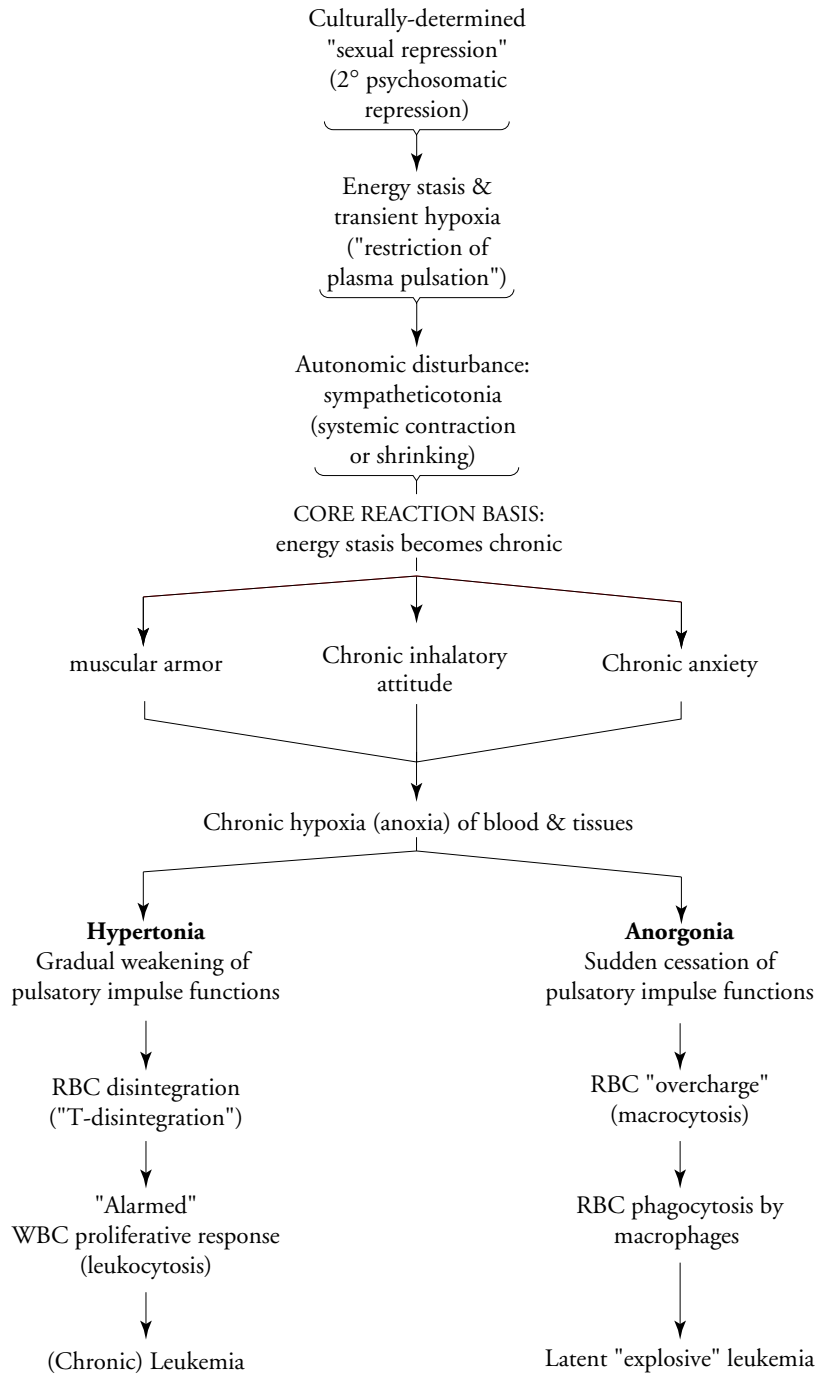 Culturally-determined
"sexual repression"
(2° psychosomatic
repression)
Energy stasis &
transient hypoxia
("restriction of
plasma pulsation")
Autonomic disturbance:
sympatheticotonia
(systemic contraction
or shrinking)
CORE REACTION BASIS:
energy stasis becomes chronic
muscular armor
Chronic inhalatory
attitude
Chronic anxiety
Chronic hypoxia (anoxia) of blood & tissues
Hypertonia
Gradual weakening of
pulsatory impulse functions
RBC disintegration
("T-disintegration")
"Alarmed"
WBC proliferative response
(leukocytosis)
(Chronic) Leukemia
Anorgonia
Sudden cessation of
pulsatory impulse functions
RBC "overcharge"
(macrocytosis)
RBC phagocytosis by
macrophages
Latent "explosive" leukemia